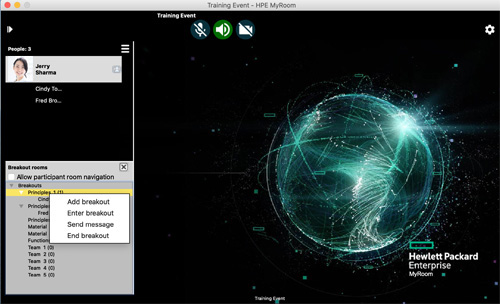 Training Event - HPE MyRoom
Training Event
People: 3
Jerry
Sharma
Cindy To...
Fred Bro...
Breakout rooms
Allow participant room navigation
Breakouts
Principles 1 (1)
Cind
Add breakout
Enter breakout
Principles
Fred
Send message
Principles
Material
End breakout
Material
Function
Team 1 (0)
Team 2 (0)
Team 3 (0)
Team 4 (0)
Team 5 (0)
Hewlett Packard
Enterprise
MyRoom
Training Event